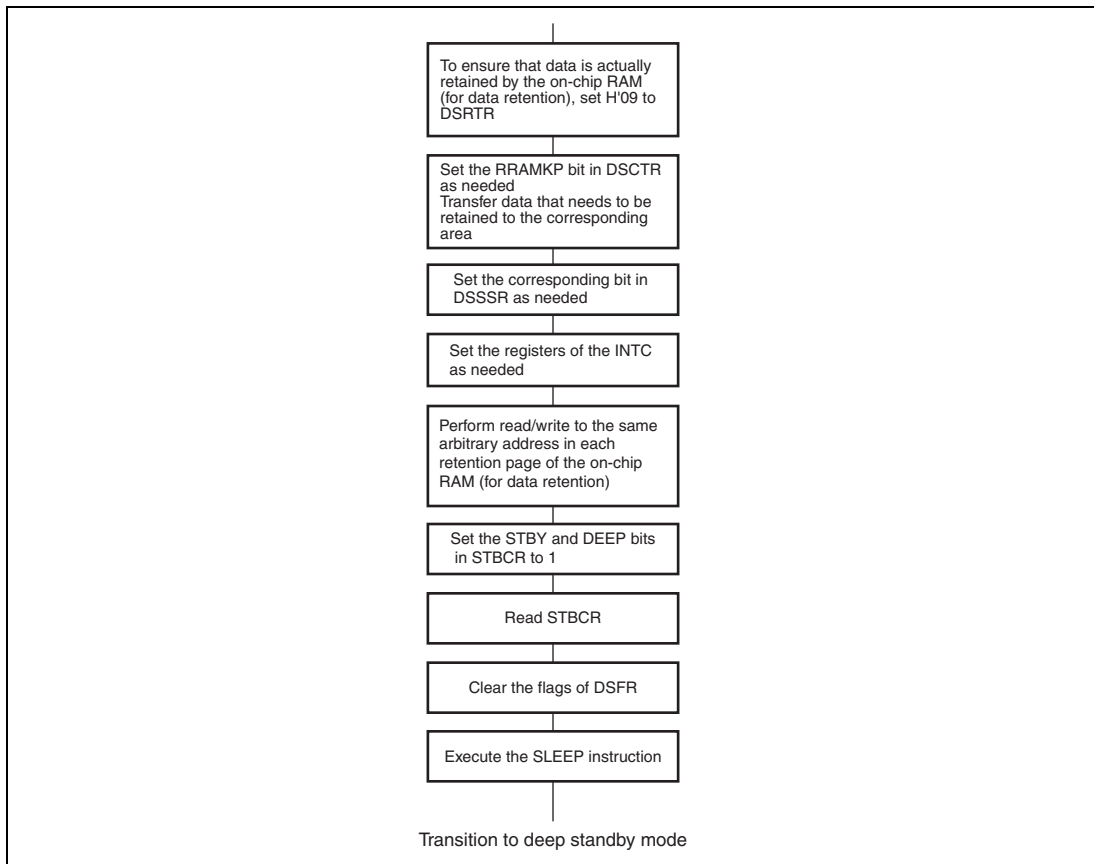 To ensure that data is actually
retained by the on-chip RAM
(for data retention), set H'09 to
DSRTR
Set the RRAMKP bit in DSCTR
as needed
Transfer data that needs to be
retained to the corresponding
area
Set the corresponding bit in
DSSSR as needed
Set the registers of the INTC
as needed
Perform read/write to the same
arbitrary address in each
retention page of the on-chip
RAM (for data retention)
Set the STBY and DEEP bits
in STBCR to 1
Read STBCR
Clear the flags of DSFR
Execute the SLEEP instruction
Transition to deep standby mode